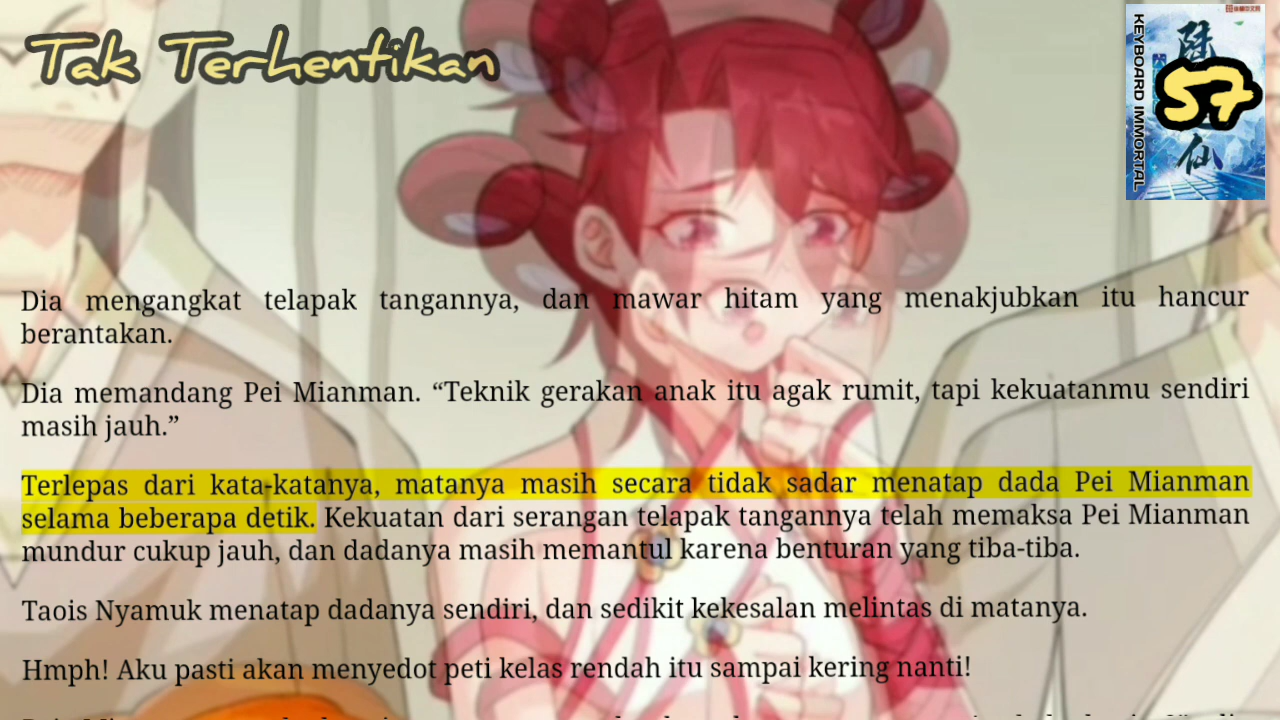 Tak Terhentikan
KEYBOARD IMMORTAL
陆
仙
57
Dia mengangkat telapak tangannya, dan mawar hitam yang menakjubkan itu hancur
berantakan.
Dia memandang Pei Mianman. “Teknik gerakan anak itu agak rumit, tapi kekuatanmu sendiri
masih jauh.”
Terlepas dari kata-katanya, matanya masih secara tidak sadar menatap dada Pei Mianman
selama beberapa detik. Kekuatan dari serangan telapak tangannya telah memaksa Pei Mianman
mundur cukup jauh, dan dadanya masih memantul karena benturan yang tiba-tiba.
Taois Nyamuk menatap dadanya sendiri, dan sedikit kekesalan melintas di matanya.
Hmph! Aku pasti akan menyedot peti kelas rendah itu sampai kering nanti!